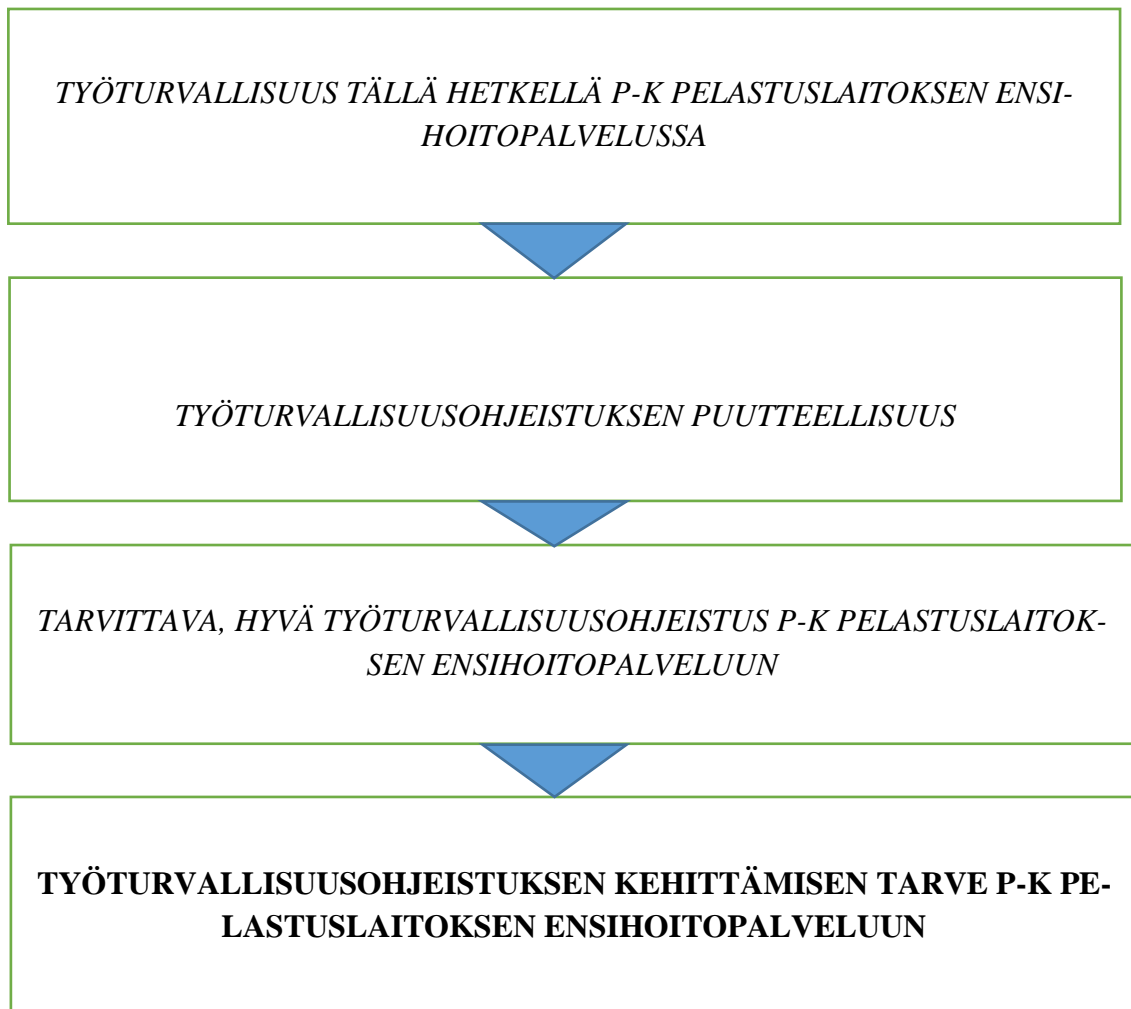 TYÖTURVALLISUUS TÄLLÄ HETKELLÄ P-K PELASTUSLAITOKSEN ENSI-
HOITOPALVELUSSA
TYÖTURVALLISUUSOHJEISTUKSEN PUUTTEELLISUUS
TARVITTAVA, HYVÄ TYÖTURVALLISUUSOHJEISTUS P-K PELASTUSLAITOK-
SEN ENSIHOITOPALVELUUN
TYÖTURVALLISUUSOHJEISTUKSEN KEHITTÄMISEN TARVE P-K PE-
LASTUSLAITOKSEN ENSIHOITOPALVELUUN